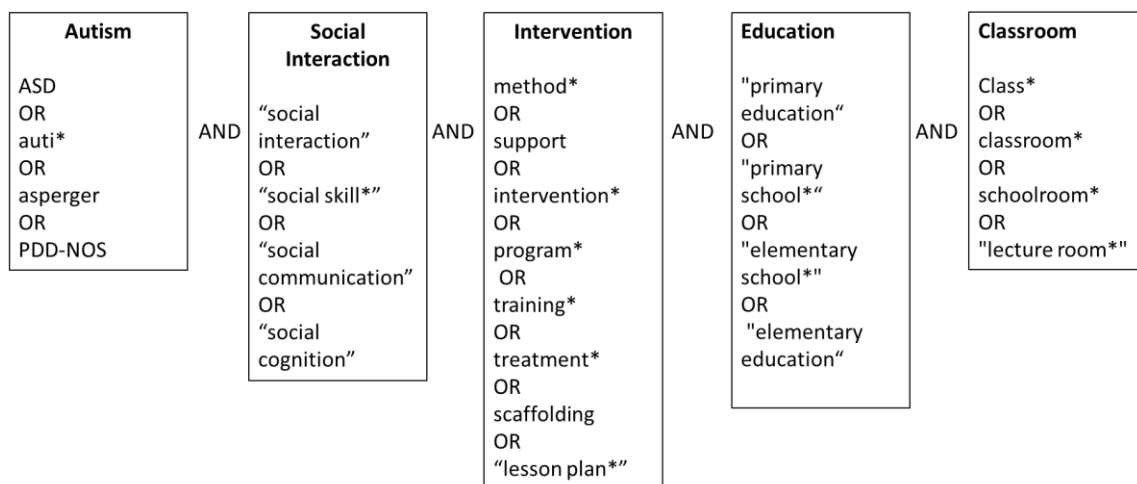 Autism
ASD
OR
auti*
OR
asperger
OR
PDD-NOS
AND
Social
Interaction
“social
interaction”
OR
“social skill*”
OR
“social
communication”
OR
“social
cognition”
AND
Intervention
method*
OR
support
OR
intervention*
OR
program*
OR
training*
OR
treatment*
OR
scaffolding
OR
“lesson plan*”
AND
Education
"primary
education“
OR
"primary
school*“
OR
"elementary
school*"
OR
"elementary
education“
AND
Classroom
Class*
OR
classroom*
OR
schoolroom*
OR
"lecture room*"